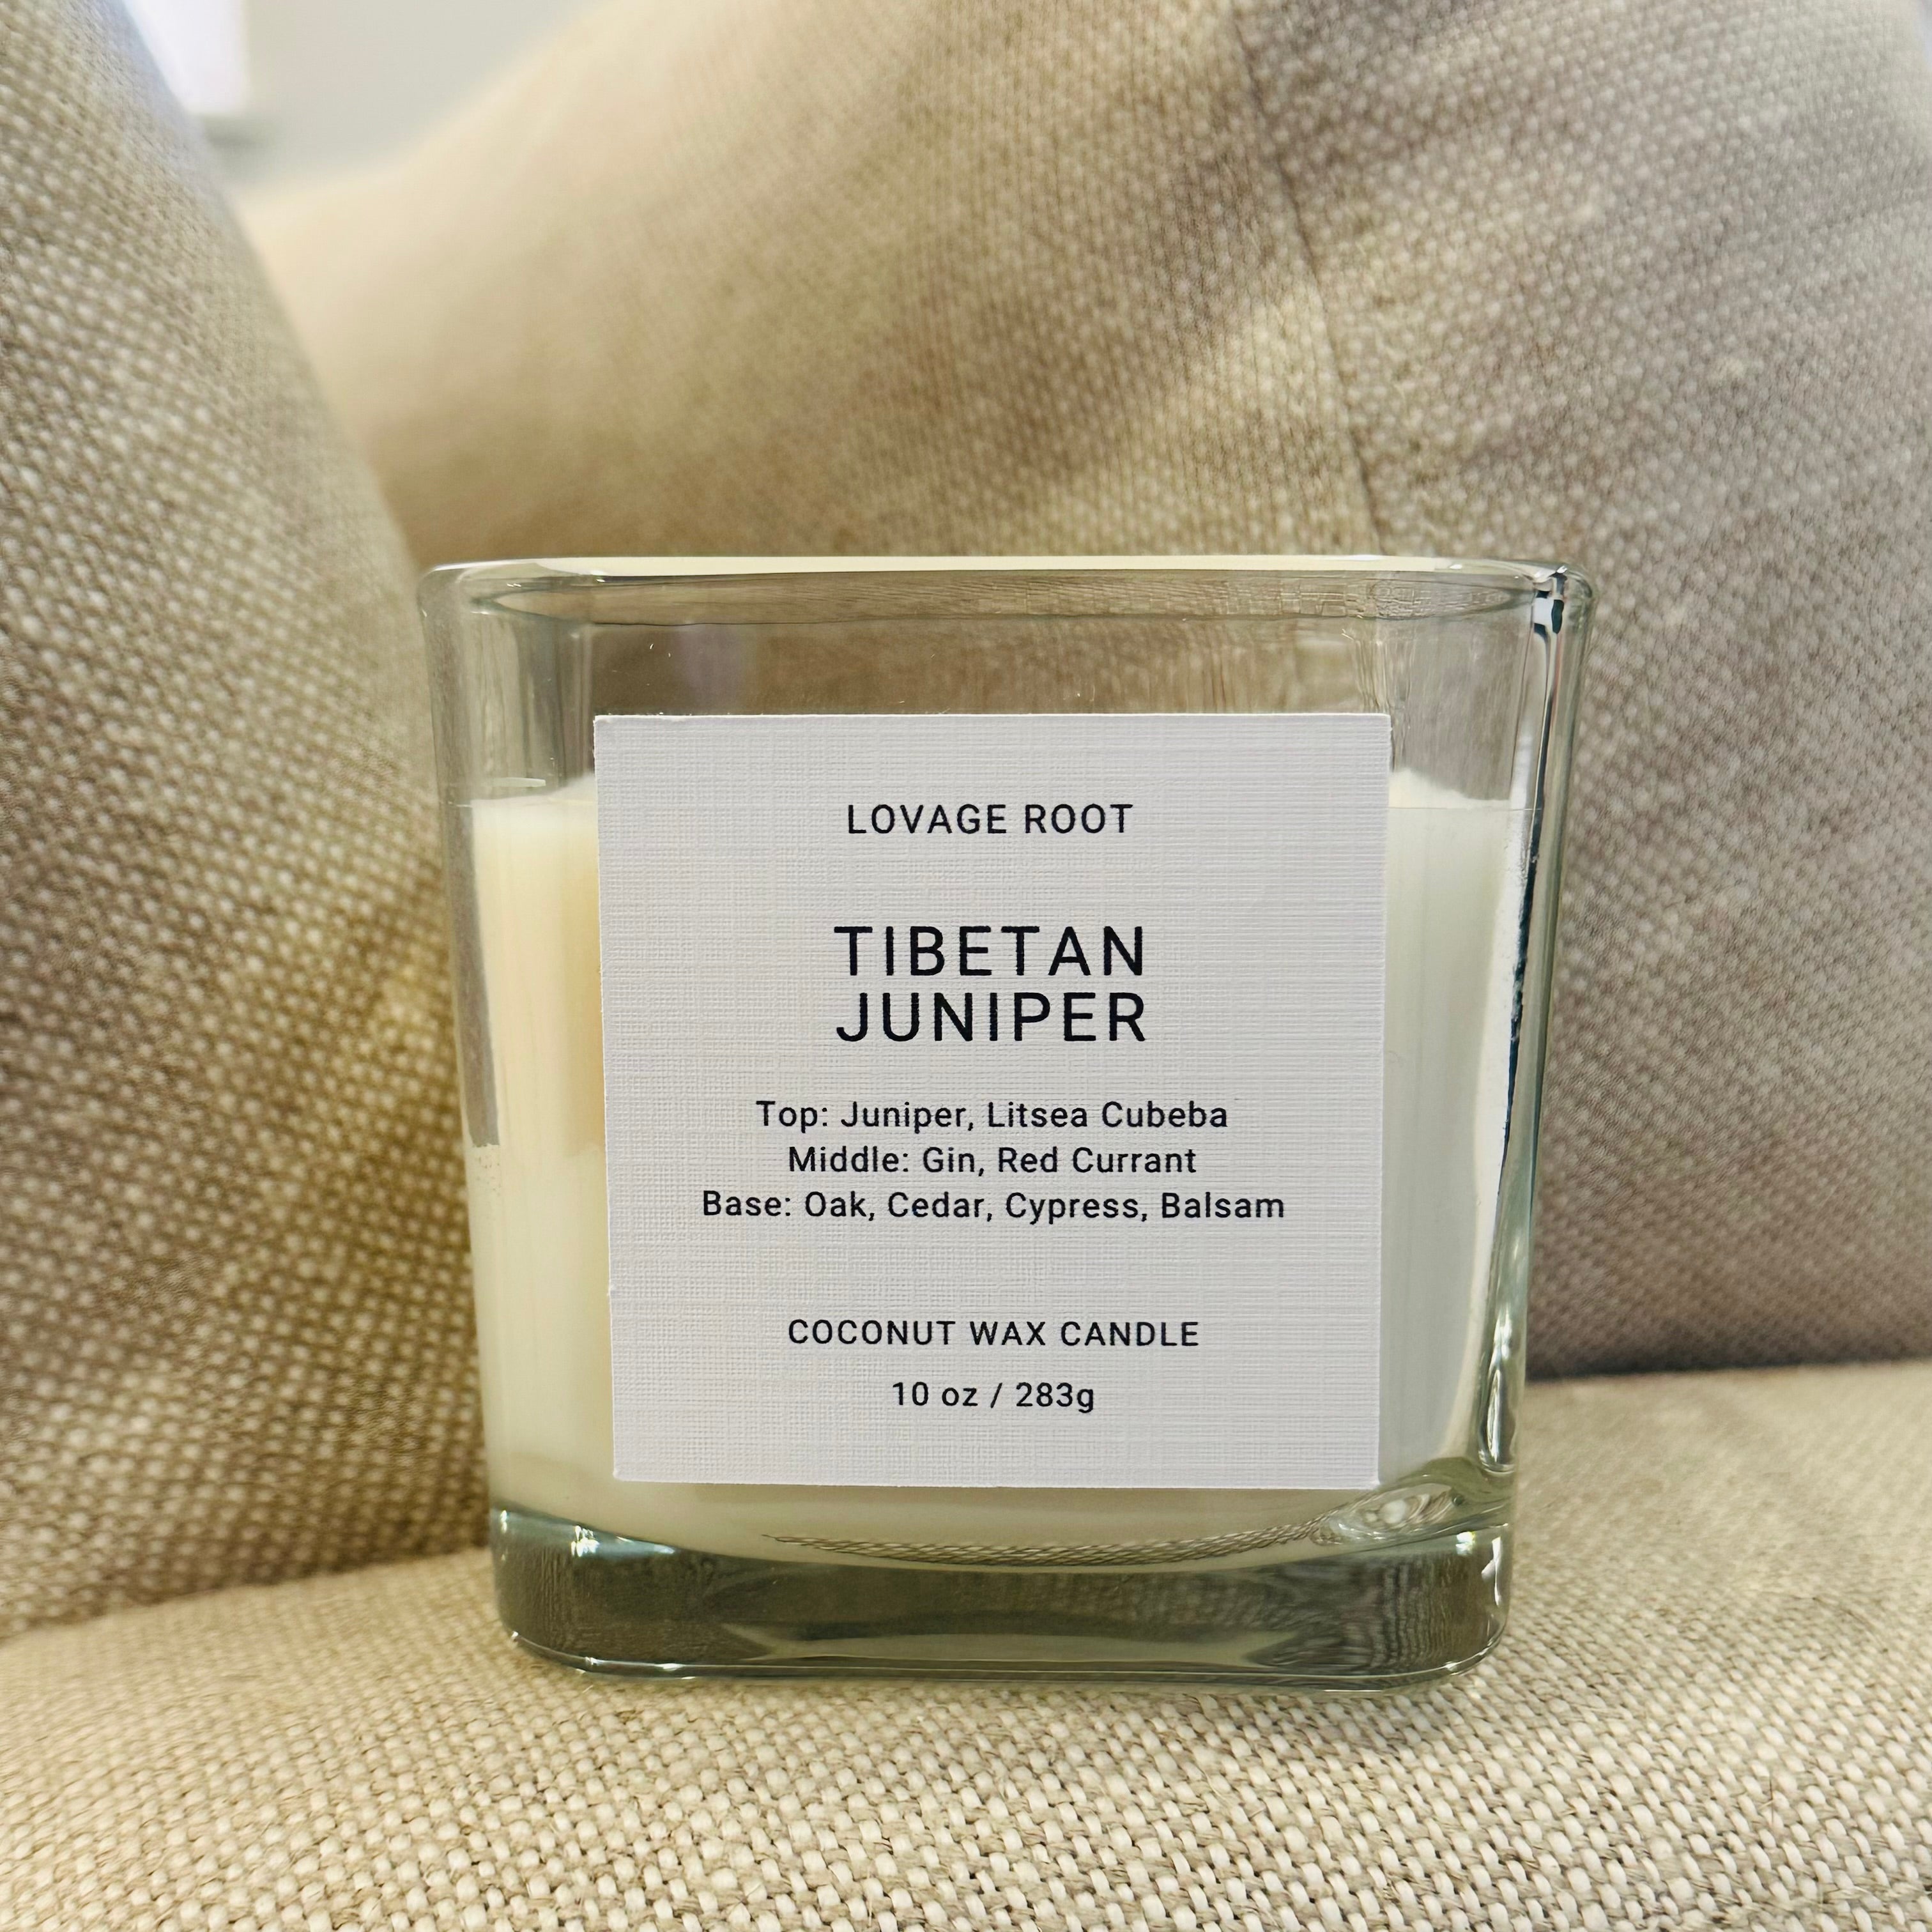 LOVAGE ROOT
TIBETAN
JUNIPER
Top: Juniper, Litsea Cubeba
Middle: Gin, Red Currant
Base: Oak, Cedar, Cypress, Balsam
COCONUT WAX CANDLE
10 oz / 283g